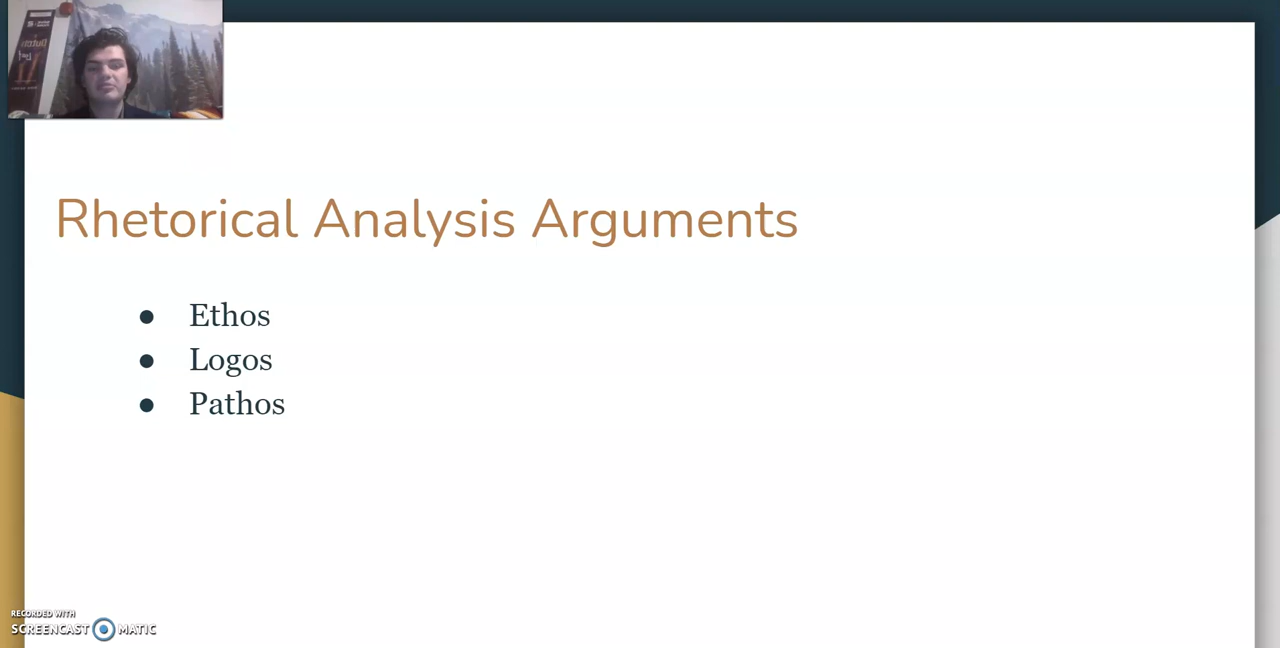 Rhetorical Analysis Arguments
● Ethos
● Logos
● Pathos
RECORDED WITH
SCREENCAST MATIC